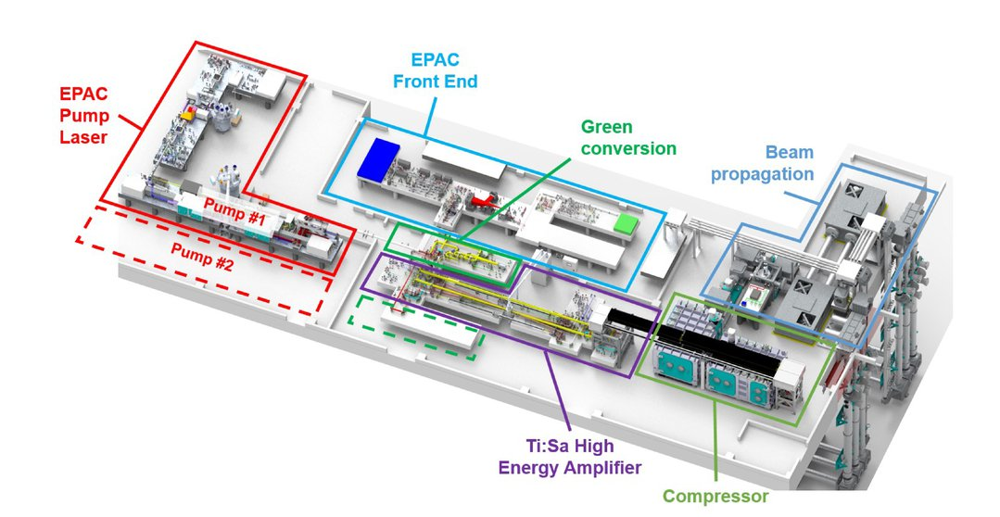 EPAC
Pump
Laser
EPAC
Front End
Green
conversion
Beam
propagation
Pump #1
Pump #2
Ti:Sa High
Energy Amplifier
Compressor